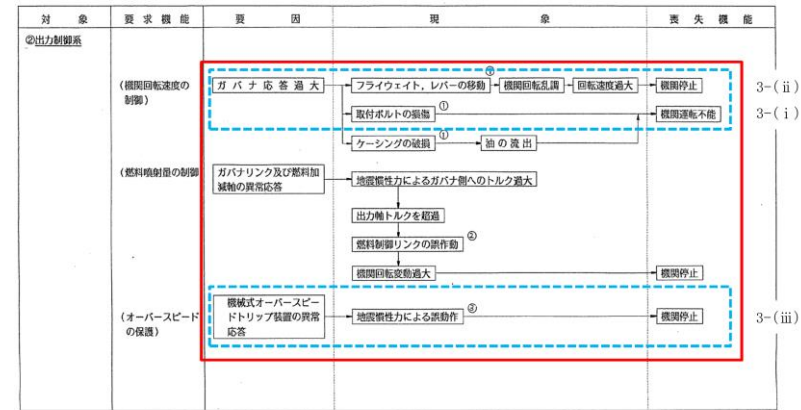 対 象 要 求 機 能 要 因 現 象 喪 失 機 能
②出力制御系
(機関回転速度の
制御)
ガ バ ナ 応 答 過 大
フライウェイト，レバーの移動
③
機関回転乱調
回転速度過大
機関停止
3-(ⅱ)
取付ボルトの損傷
①
機関運転不能
3-(ⅰ)
ケーシングの破損
①
油 の 流 出
(燃料噴射量の制御
ガバナリンク及び燃料加
減軸の異常応答
地震慣性力によるガバナ側へのトルク過大
出力軸トルクを超過
燃料制御リンクの誤作動
②
機関回転変動過大
機関停止
(オーバースピード
の保護)
機械式オーバースピー
ドトリップ装置の異常
応答
地震慣性力による誤動作
③
機関停止
3-(ⅲ)